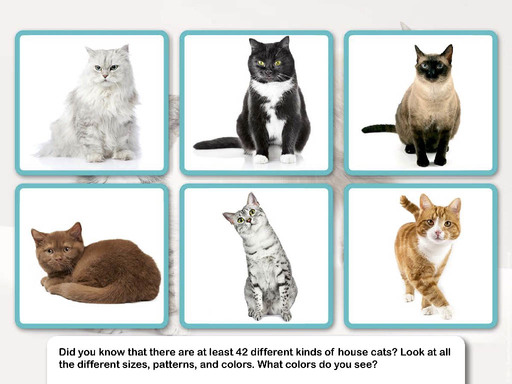 Did you know that there are at least 42 different kinds of house cats? Look at all
the different sizes, patterns, and colors. What colors do you see?